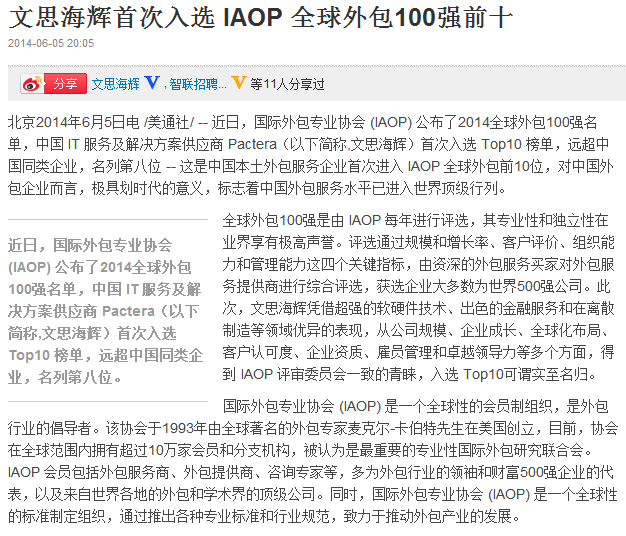 文思海辉首次入选 IAOP 全球外包100强前十
2014-06-05 20:05
分享 文思海辉 , 智联招聘... 等11人分享过
北京2014年6月5日电 /美通社/ -- 近日，国际外包专业协会 (IAOP) 公布了2014全球外包100强名
单，中国 IT 服务及解决方案供应商 Pactera（以下简称,文思海辉）首次入选 Top10 榜单，远超中
国同类企业，名列第八位 -- 这是中国本土外包服务企业首次进入 IAOP 全球外包前10位，对中国外
包企业而言，极具划时代的意义，标志着中国外包服务水平已进入世界顶级行列。
近日，国际外包专业协会
(IAOP) 公布了2014全球外包
100强名单，中国 IT 服务及解
决方案供应商 Pactera（以下
简称,文思海辉）首次入选
Top10 榜单，远超中国同类企
业，名列第八位。
全球外包100强是由 IAOP 每年进行评选，其专业性和独立性在
业界享有极高声誉。评选通过规模和增长率、客户评价、组织能
力和管理能力这四个关键指标，由资深的外包服务买家对外包服
务提供商进行综合评选，获选企业大多数为世界500强公司。此
次，文思海辉凭借超强的软硬件技术、出色的金融服务和在离散
制造等领域优异的表现，从公司规模、企业成长、全球化布局、
客户认可度、企业资质、雇员管理和卓越领导力等多个方面，得
到 IAOP 评审委员会一致的青睐，入选 Top10可谓实至名归。
国际外包专业协会 (IAOP) 是一个全球性的会员制组织，是外包
行业的倡导者。该协会于1993年由全球著名的外包专家麦克尔-卡伯特先生在美国创立，目前，协会
在全球范围内拥有超过10万家会员和分支机构，被认为是最重要的专业性国际外包研究联合会。
IAOP 会员包括外包服务商、外包提供商、咨询专家等，多为外包行业的领袖和财富500强企业的代
表，以及来自世界各地的外包和学术界的顶级公司。同时，国际外包专业协会 (IAOP) 是一个全球性
的标准制定组织，通过推出各种专业标准和行业规范，致力于推动外包产业的发展。